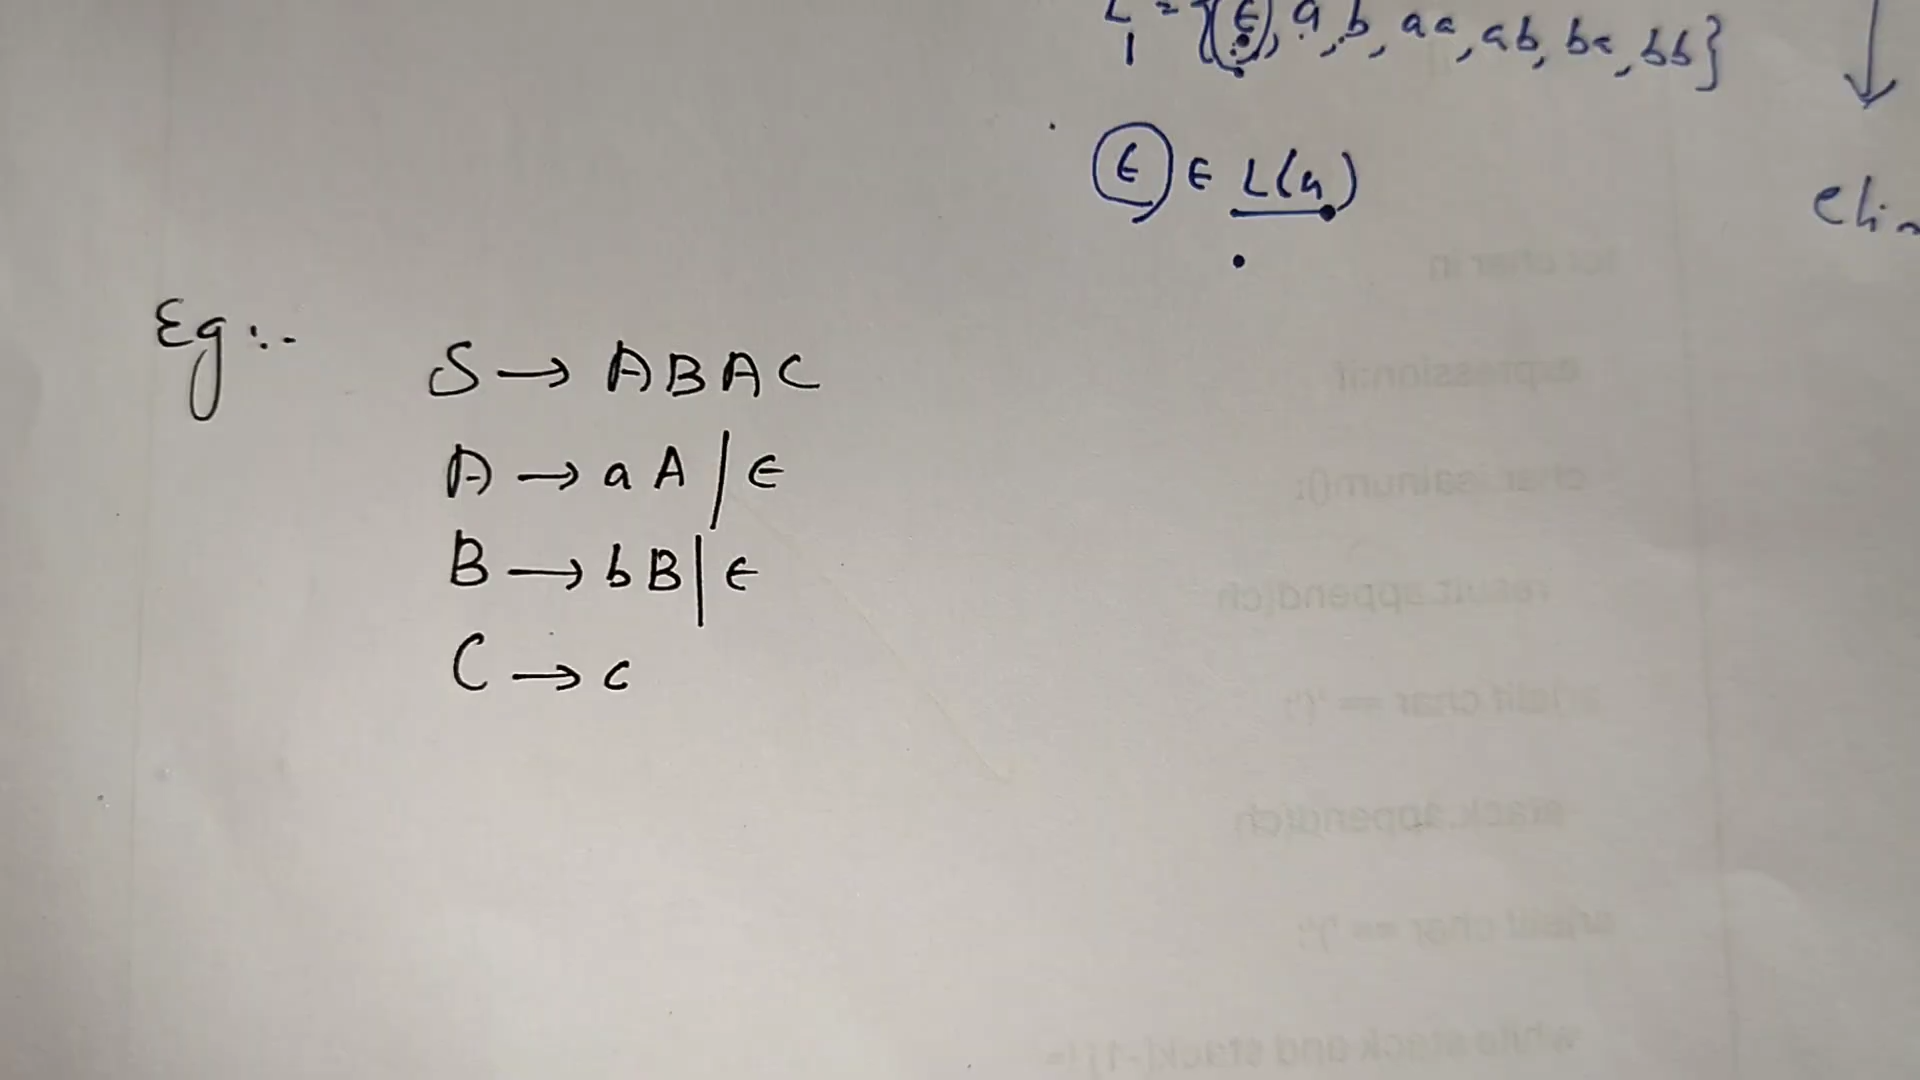 L₁ = {ϵ, a, b, aa, ab, ba, bb}
ϵ ∈ L(G)
Eg:-
S → ABAC
A → aA | ϵ
B → bB | ϵ
C → c